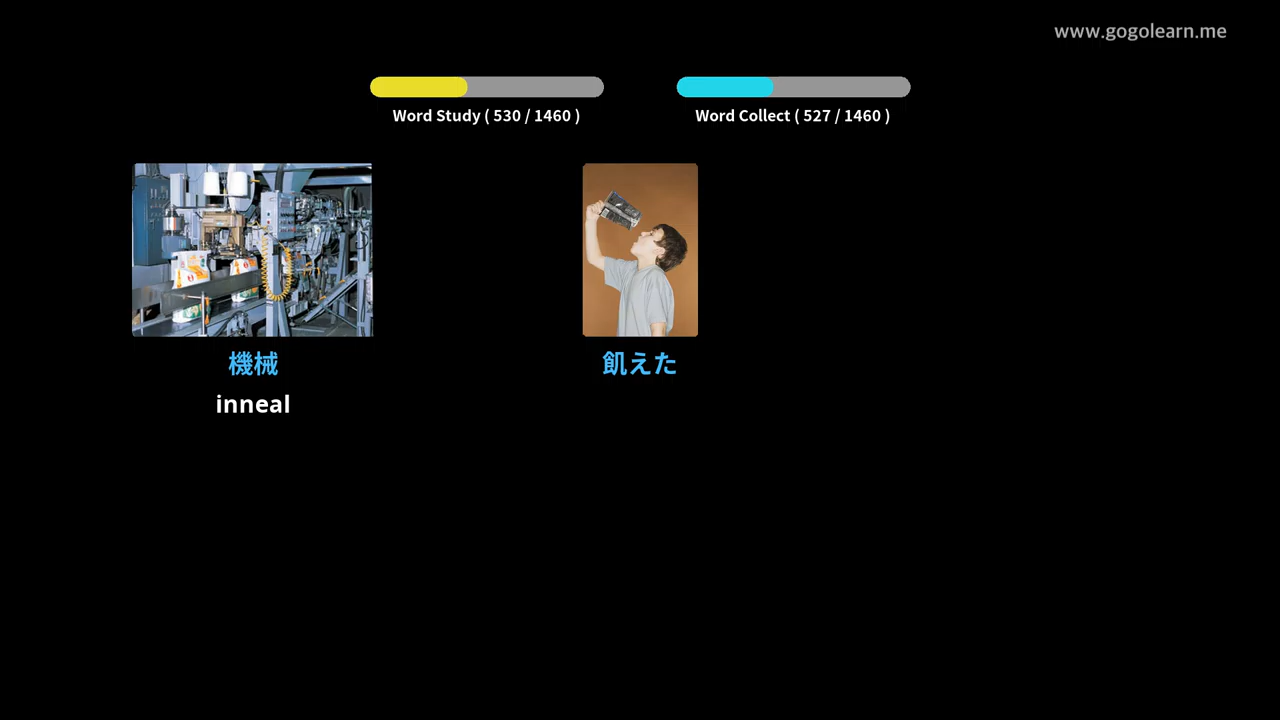 www.gogolearn.me
Word Study ( 530 / 1460 )
Word Collect ( 527 / 1460 )
機械
飢えた
inneal